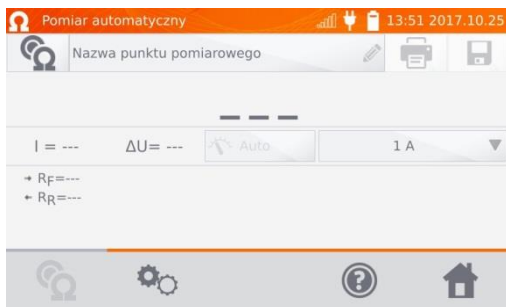 Pomiar automatyczny 13:51 2017.10.25
Nazwa punktu pomiarowego
---
I = --- ΔU= --- Auto 1 A
→ RF=---
← RR=---